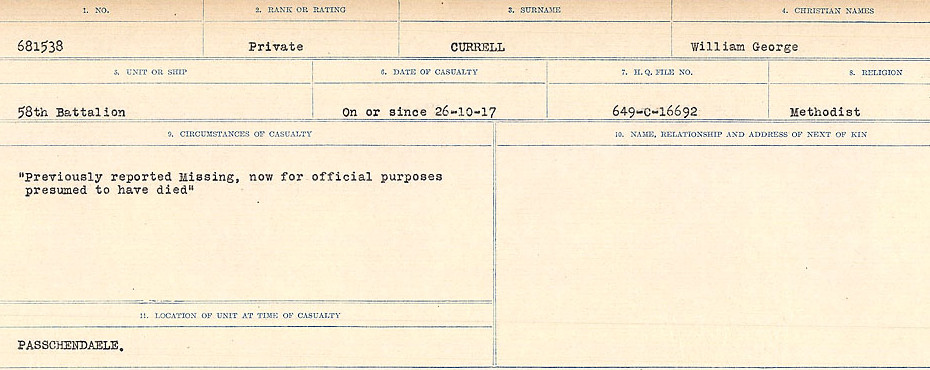 1. NO. 2. RANK OR RATING 3. SURNAME 4. CHRISTIAN NAMES
681538 Private CURRELL William George
5. UNIT OR SHIP 6. DATE OF CASUALTY 7. H.Q. FILE NO. 8. RELIGION
58th Battalion On or since 26-10-17 649-C-16692 Methodist
9. CIRCUMSTANCES OF CASUALTY 10. NAME, RELATIONSHIP AND ADDRESS OF NEXT OF KIN
"Previously reported Missing, now for official purposes
presumed to have died"
11. LOCATION OF UNIT AT TIME OF CASUALTY
PASSCHENDAELE.